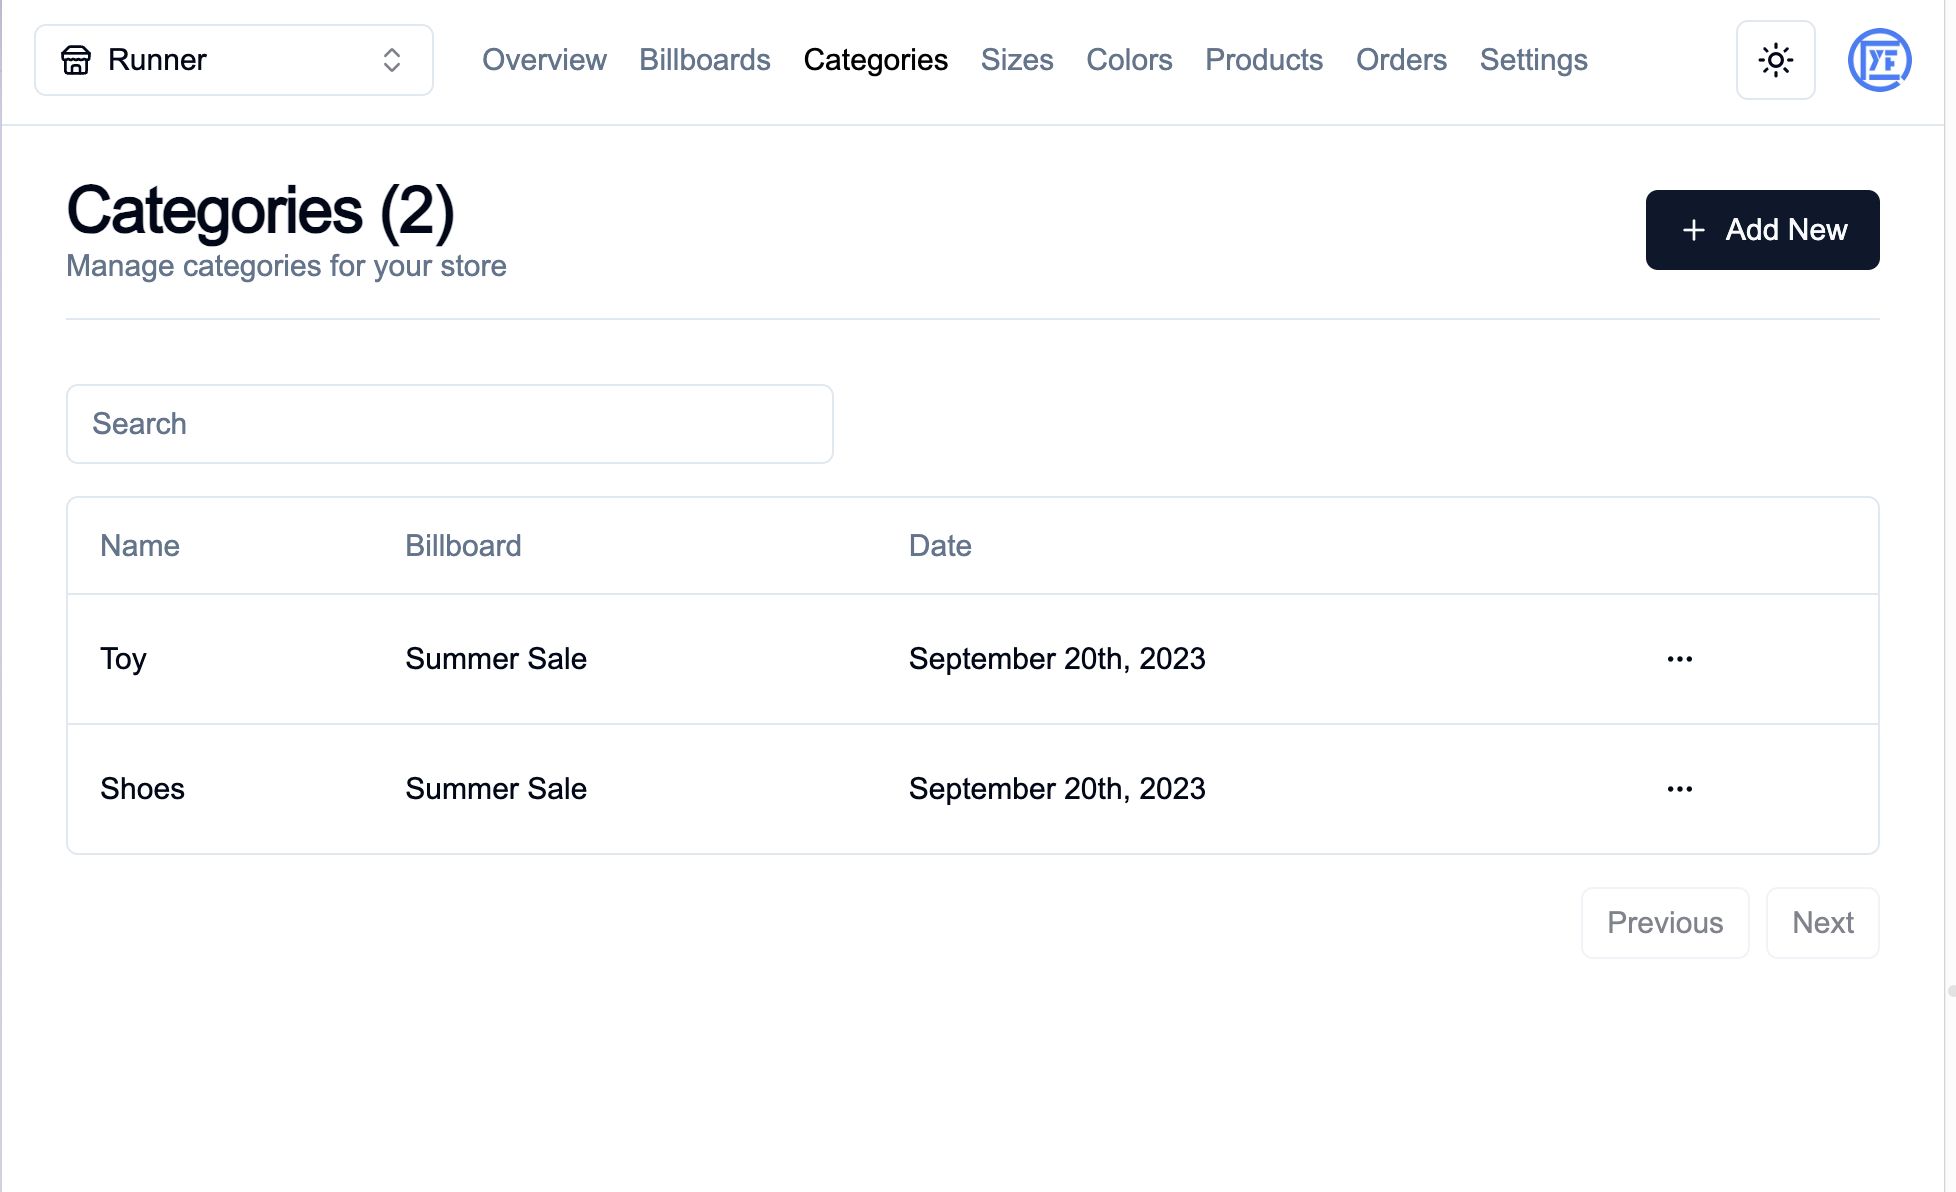 Runner
Overview Billboards Categories Sizes Colors Products Orders Settings
YF
Categories (2)
Manage categories for your store
+ Add New
Search
Name Billboard Date
Toy Summer Sale September 20th, 2023 ...
Shoes Summer Sale September 20th, 2023 ...
Previous Next